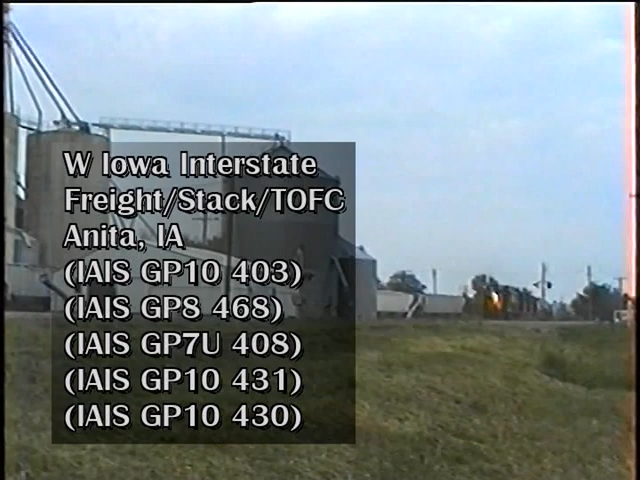 W Iowa Interstate
Freight/Stack/TOFC
Anita, IA
(IAIS GP10 403)
(IAIS GP8 468)
(IAIS GP7U 408)
(IAIS GP10 431)
(IAIS GP10 430)